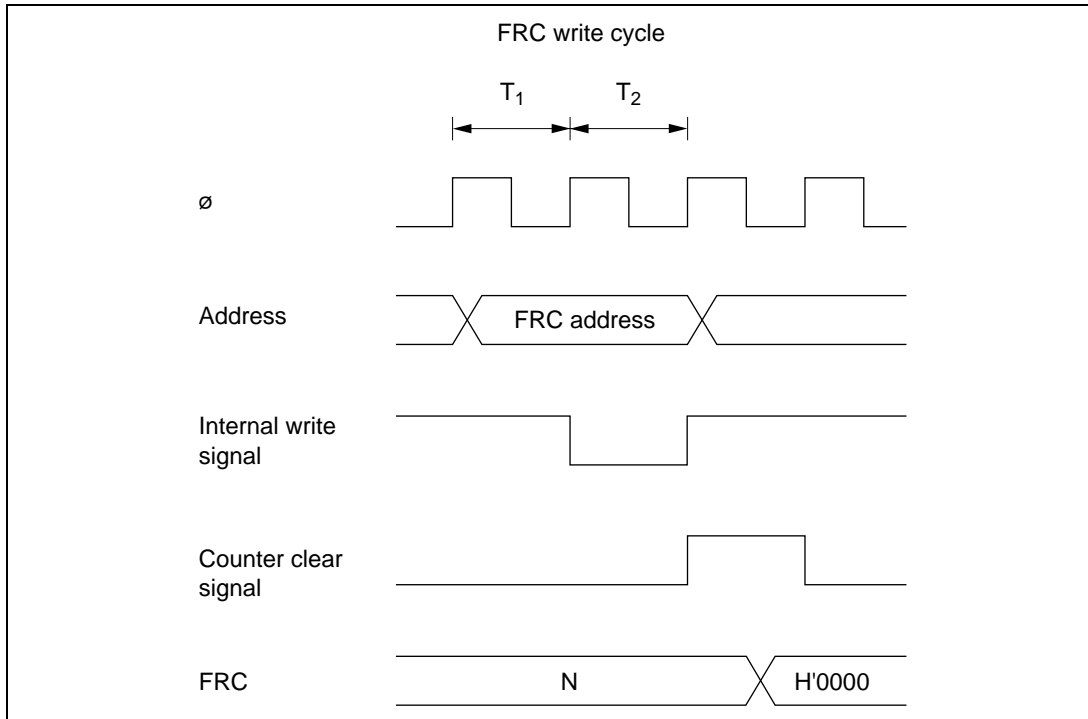 FRC write cycle
T₁ T₂
ø
Address
FRC address
Internal write
signal
Counter clear
signal
FRC
N
H'0000